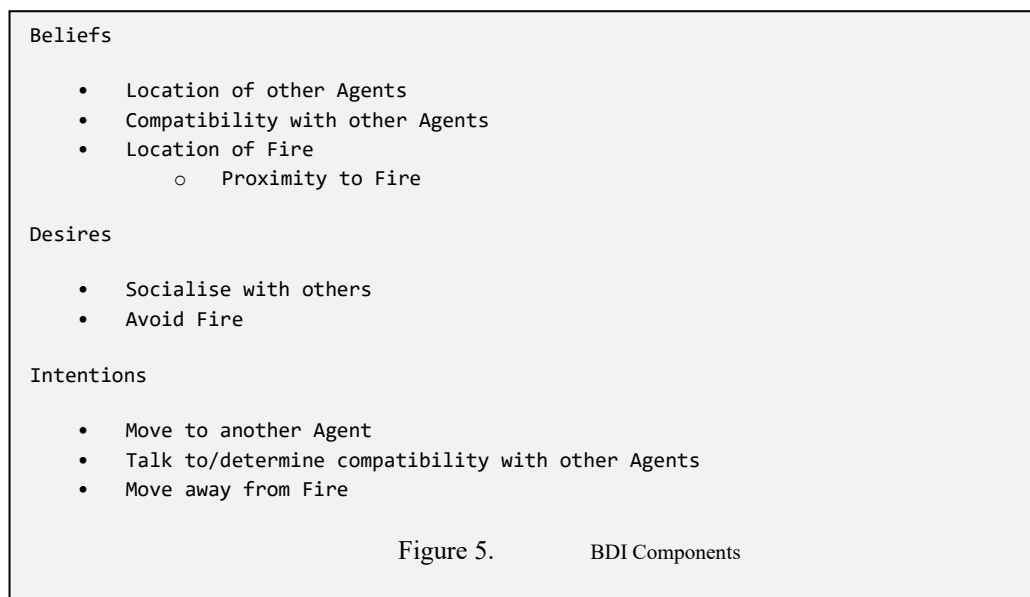 Beliefs
• Location of other Agents
• Compatibility with other Agents
• Location of Fire
o Proximity to Fire
Desires
• Socialise with others
• Avoid Fire
Intentions
• Move to another Agent
• Talk to/determine compatibility with other Agents
• Move away from Fire
Figure 5. BDI Components